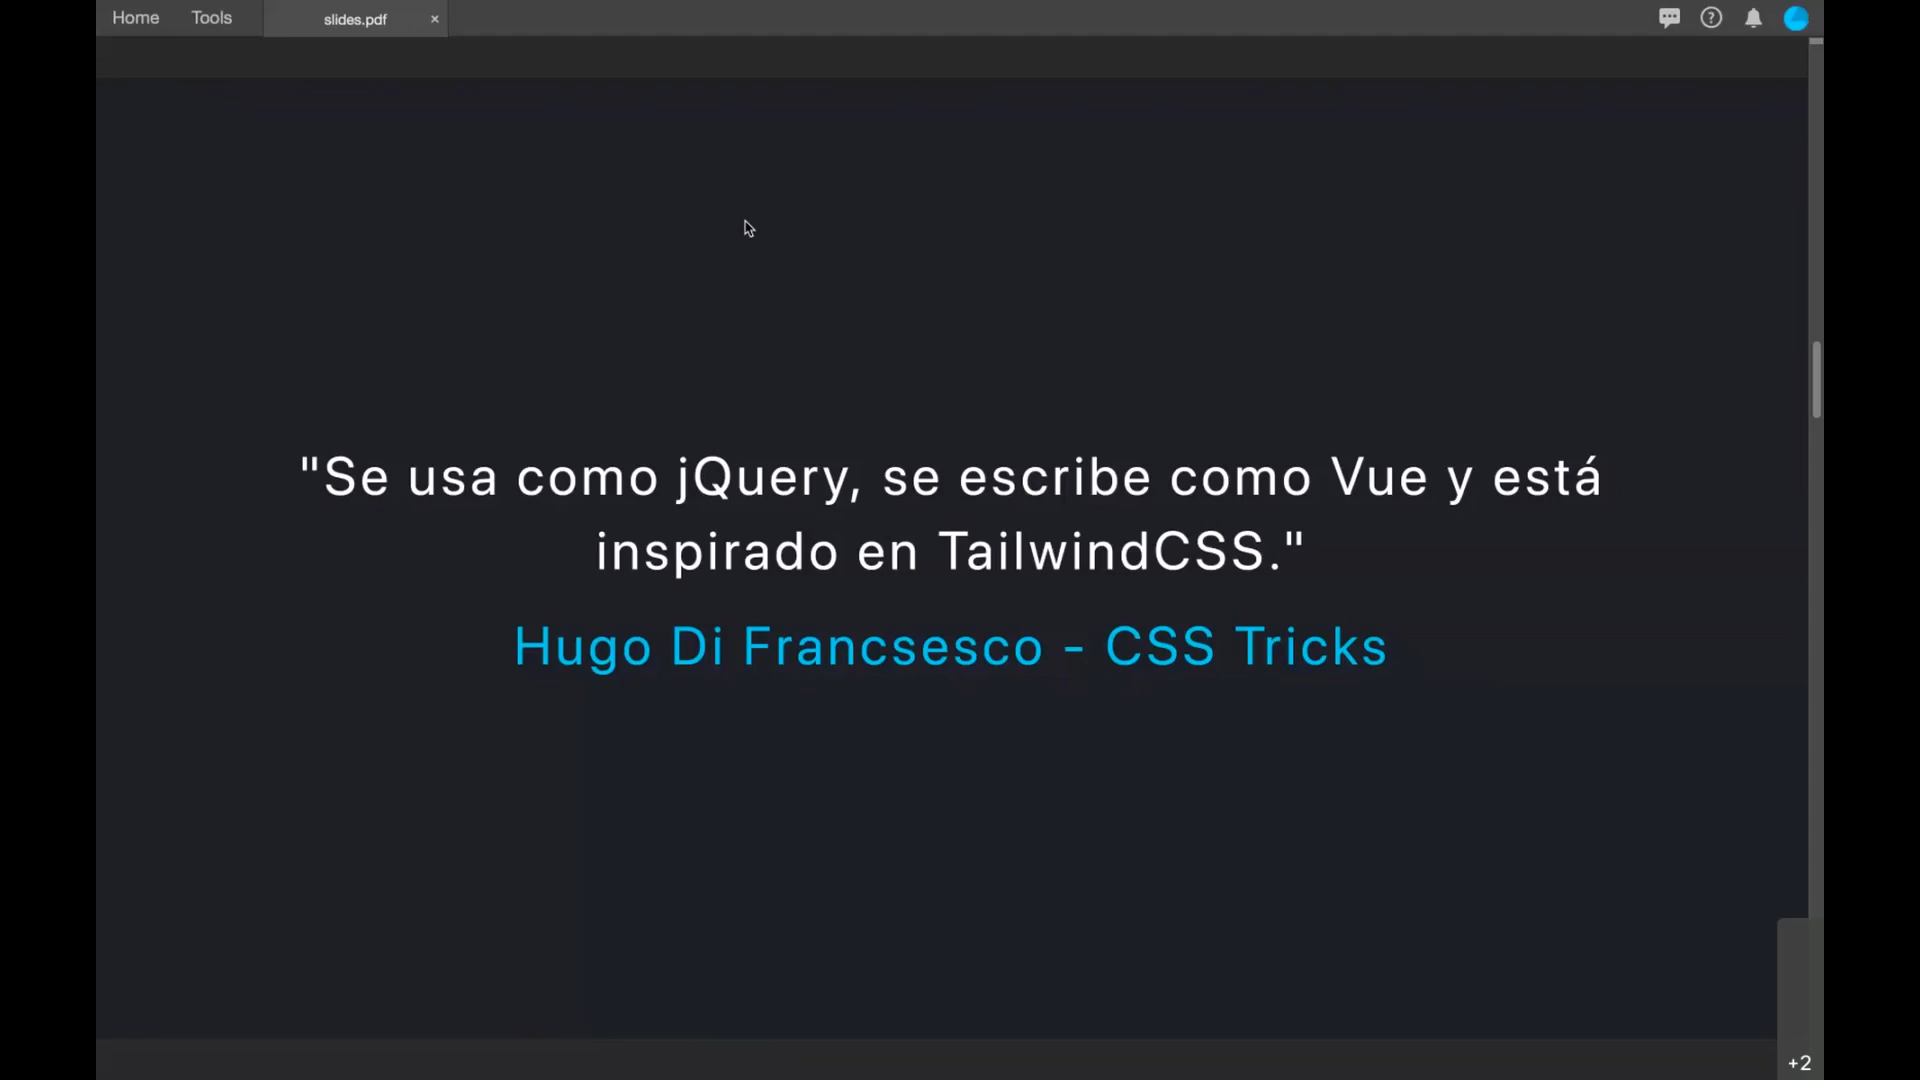 Home Tools slides.pdf ×
"Se usa como jQuery, se escribe como Vue y está
inspirado en TailwindCSS."
Hugo Di Francsesco - CSS Tricks
+2